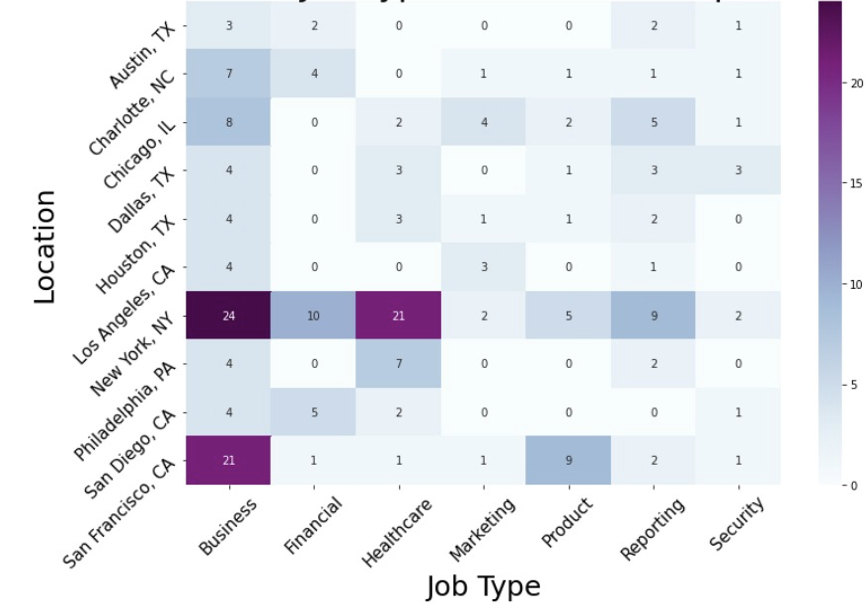 Austin, TX 3 2 0 0 0 2 1
Charlotte, NC 7 4 0 1 1 1 1
Chicago, IL 8 0 2 4 2 5 1
Dallas, TX 4 0 3 0 1 3 3
Houston, TX 4 0 3 1 1 2 0
Los Angeles, CA 4 0 0 3 0 1 0
New York, NY 24 10 21 2 5 9 2
Philadelphia, PA 4 0 7 0 0 2 0
San Diego, CA 4 5 2 0 0 0 1
San Francisco, CA 21 1 1 1 9 2 1
Business Financial Healthcare Marketing Product Reporting Security
Job Type
Location
20
15
10
5
0